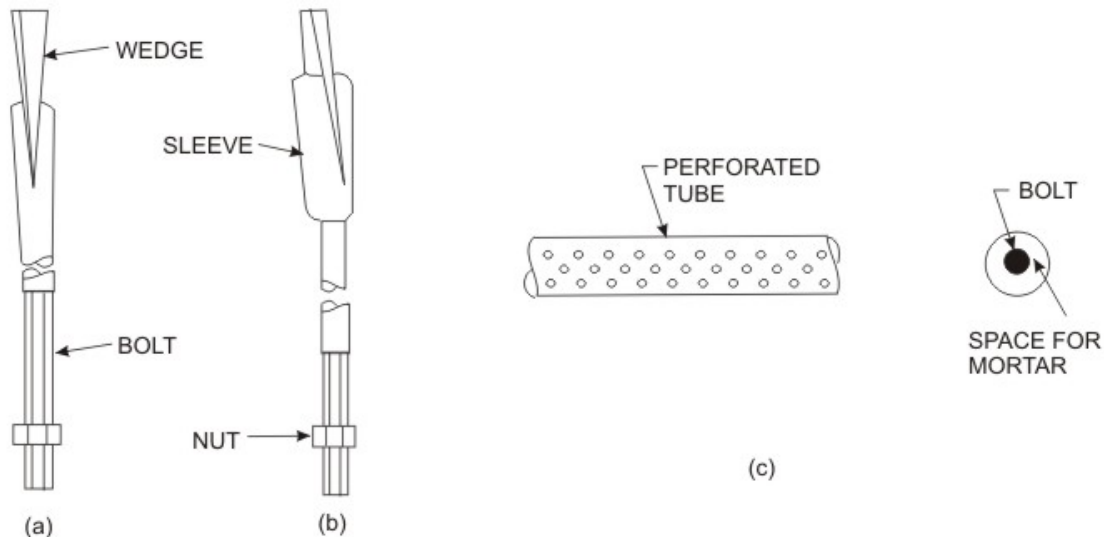 WEDGE
SLEEVE
BOLT
NUT
(a)
(b)
PERFORATED
TUBE
(c)
BOLT
SPACE FOR
MORTAR